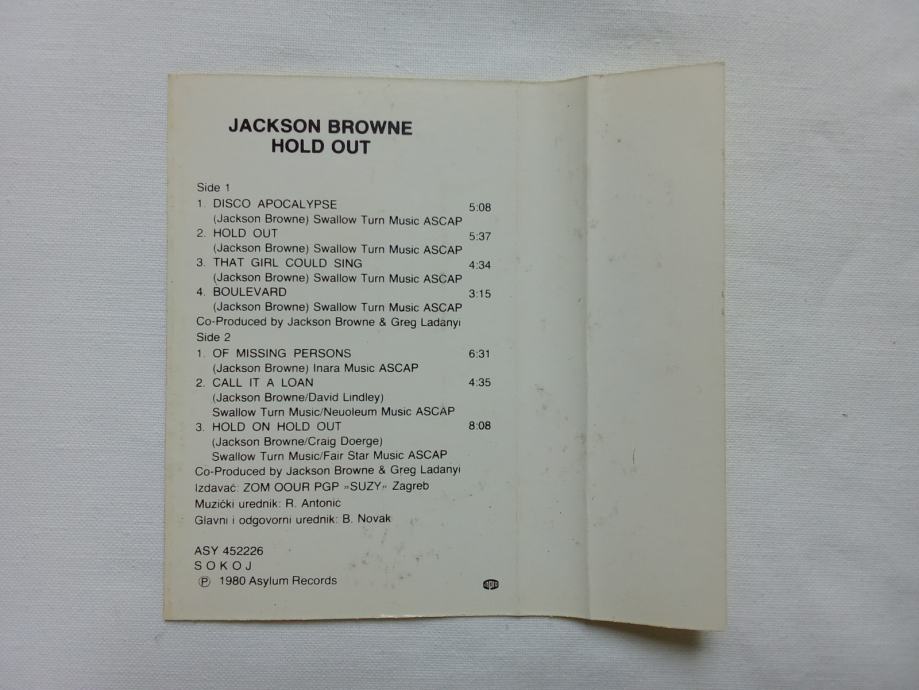 JACKSON BROWNE
HOLD OUT
Side 1
1. DISCO APOCALYPSE 5:08
(Jackson Browne) Swallow Turn Music ASCAP
2. HOLD OUT 5:37
(Jackson Browne) Swallow Turn Music ASCAP
3. THAT GIRL COULD SING 4:34
(Jackson Browne) Swallow Turn Music ASCAP
4. BOULEVARD 3:15
(Jackson Browne) Swallow Turn Music ASCAP
Co-Produced by Jackson Browne & Greg Ladanyi
Side 2
1. OF MISSING PERSONS 6:31
(Jackson Browne) Inara Music ASCAP
2. CALL IT A LOAN 4:35
(Jackson Browne/David Lindley)
Swallow Turn Music/Neuoleum Music ASCAP
3. HOLD ON HOLD OUT 8:08
(Jackson Browne/Craig Doerge)
Swallow Turn Music/Fair Star Music ASCAP
Co-Produced by Jackson Browne & Greg Ladanyi
Izdavač: ZOM OOUR PGP »SUZY« Zagreb
Muzički urednik: R. Antonić
Glavni i odgovorni urednik: B. Novak
ASY 452226
SOKOJ
Ⓟ 1980 Asylum Records